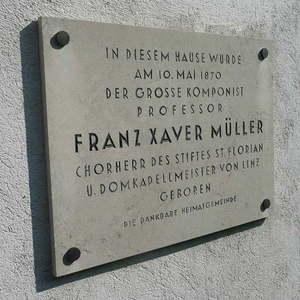 IN DIESEM HAUSE WURDE
AM 10. MAI 1870
DER GROSSE KOMPONIST
PROFESSOR
FRANZ XAVER MÜLLER
CHORHERR DES STIFTES ST. FLORIAN
U. DOMKAPELLMEISTER VON LINZ
GEBOREN
DIE DANKBARE HEIMATGEMEINDE